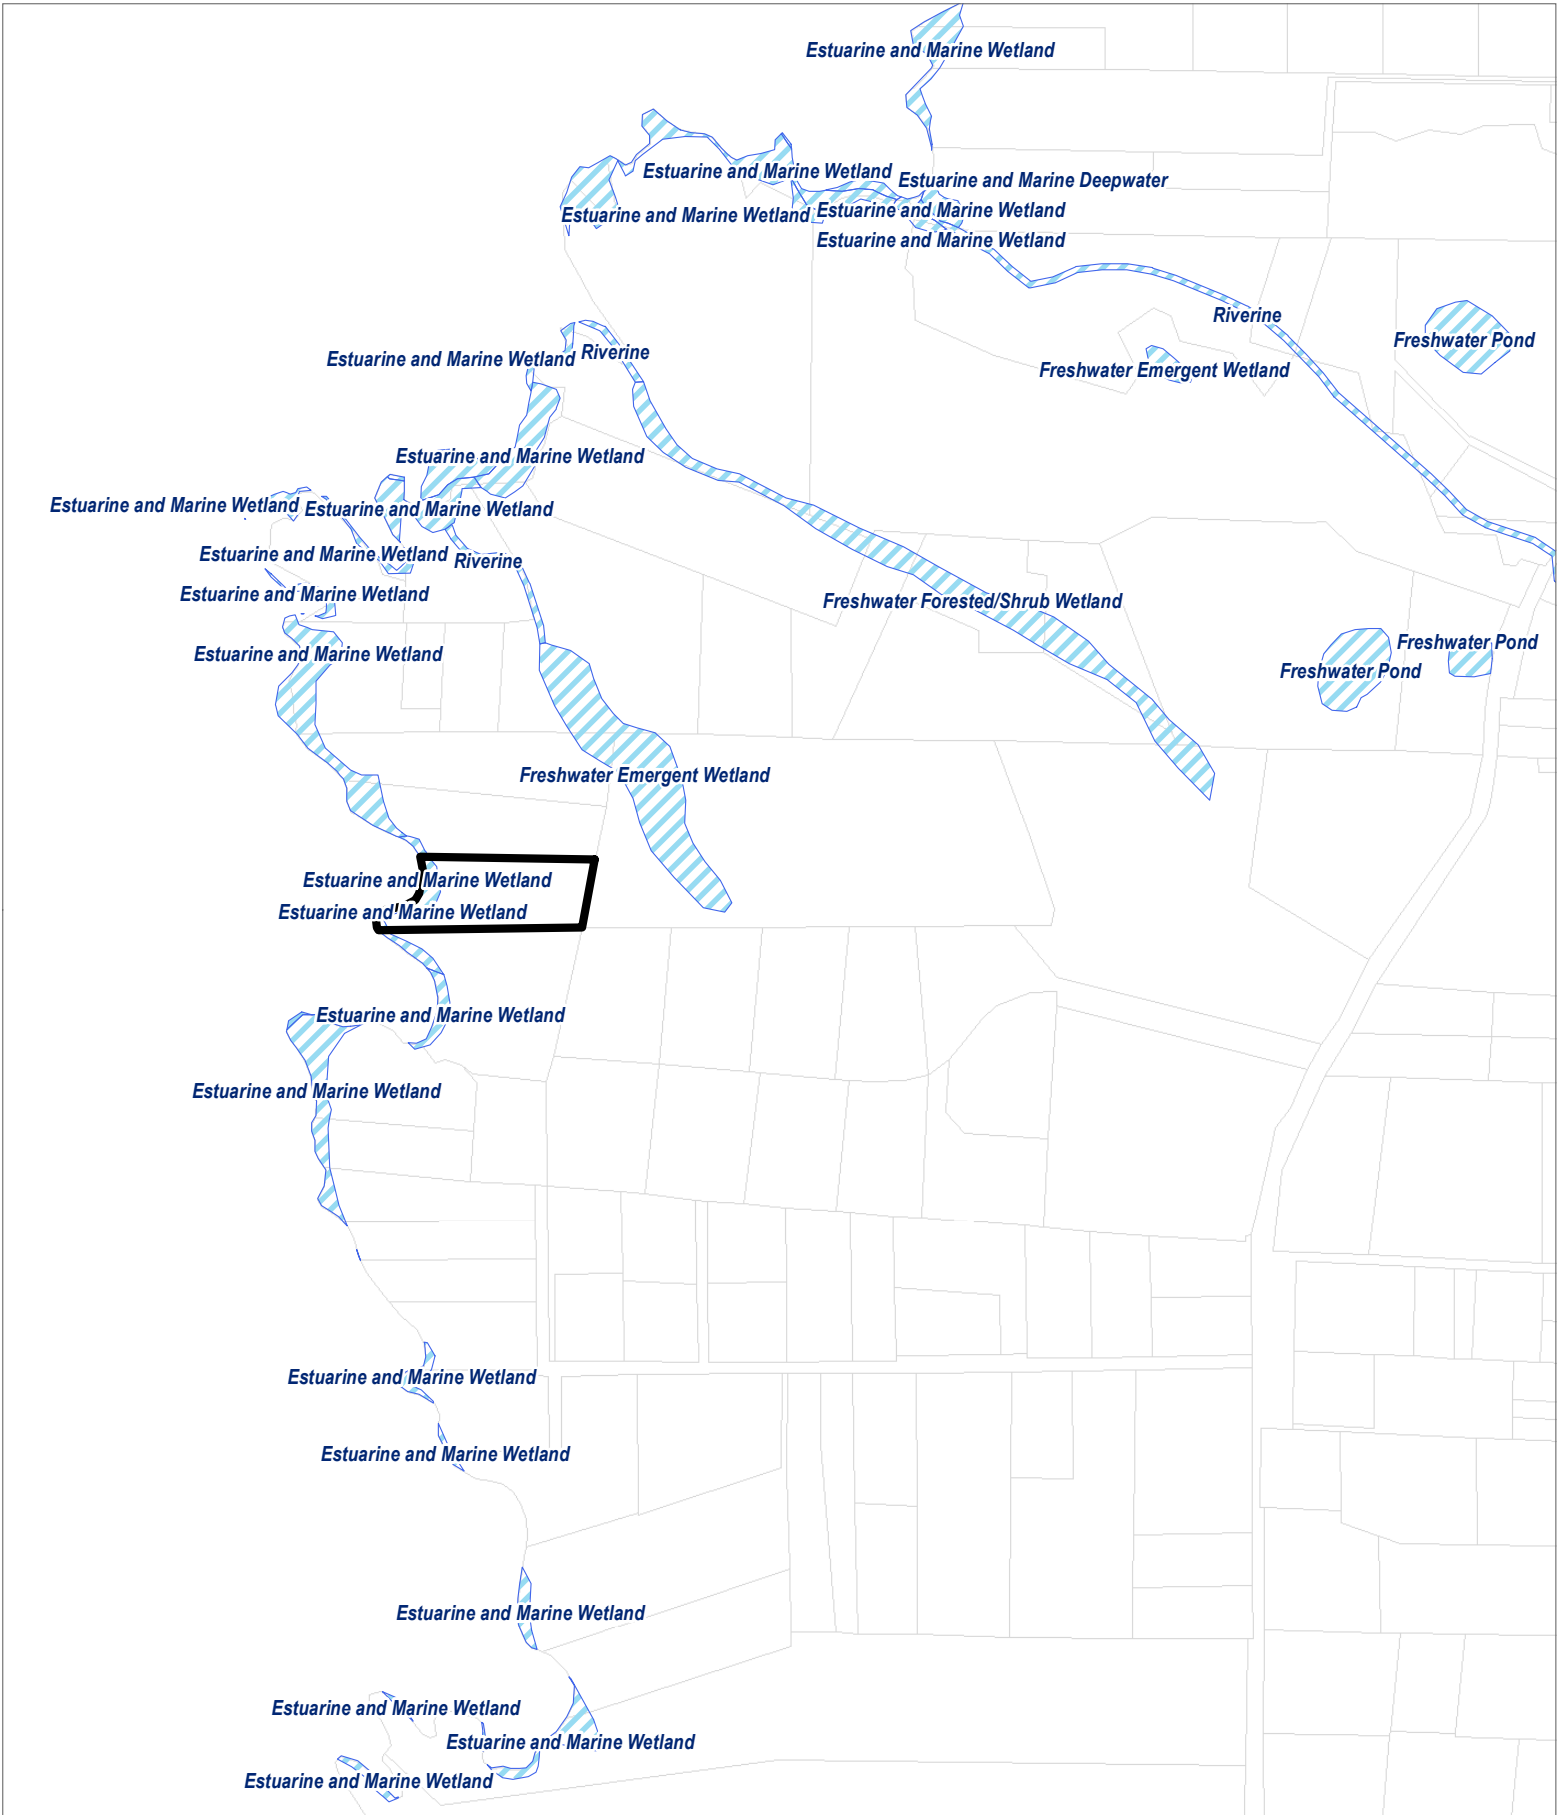 Estuarine and Marine Wetland
Estuarine and Marine Wetland
Estuarine and Marine Deepwater
Estuarine and Marine Wetland
Estuarine and Marine Wetland
Estuarine and Marine Wetland
Riverine
Freshwater Pond
Estuarine and Marine Wetland
Riverine
Freshwater Emergent Wetland
Estuarine and Marine Wetland
Estuarine and Marine Wetland
Estuarine and Marine Wetland
Estuarine and Marine Wetland
Riverine
Estuarine and Marine Wetland
Freshwater Forested/Shrub Wetland
Estuarine and Marine Wetland
Freshwater Pond
Freshwater Pond
Freshwater Emergent Wetland
Estuarine and Marine Wetland
Estuarine and Marine Wetland
Estuarine and Marine Wetland
Estuarine and Marine Wetland
Estuarine and Marine Wetland
Estuarine and Marine Wetland
Estuarine and Marine Wetland
Estuarine and Marine Wetland
Estuarine and Marine Wetland
Estuarine and Marine Wetland